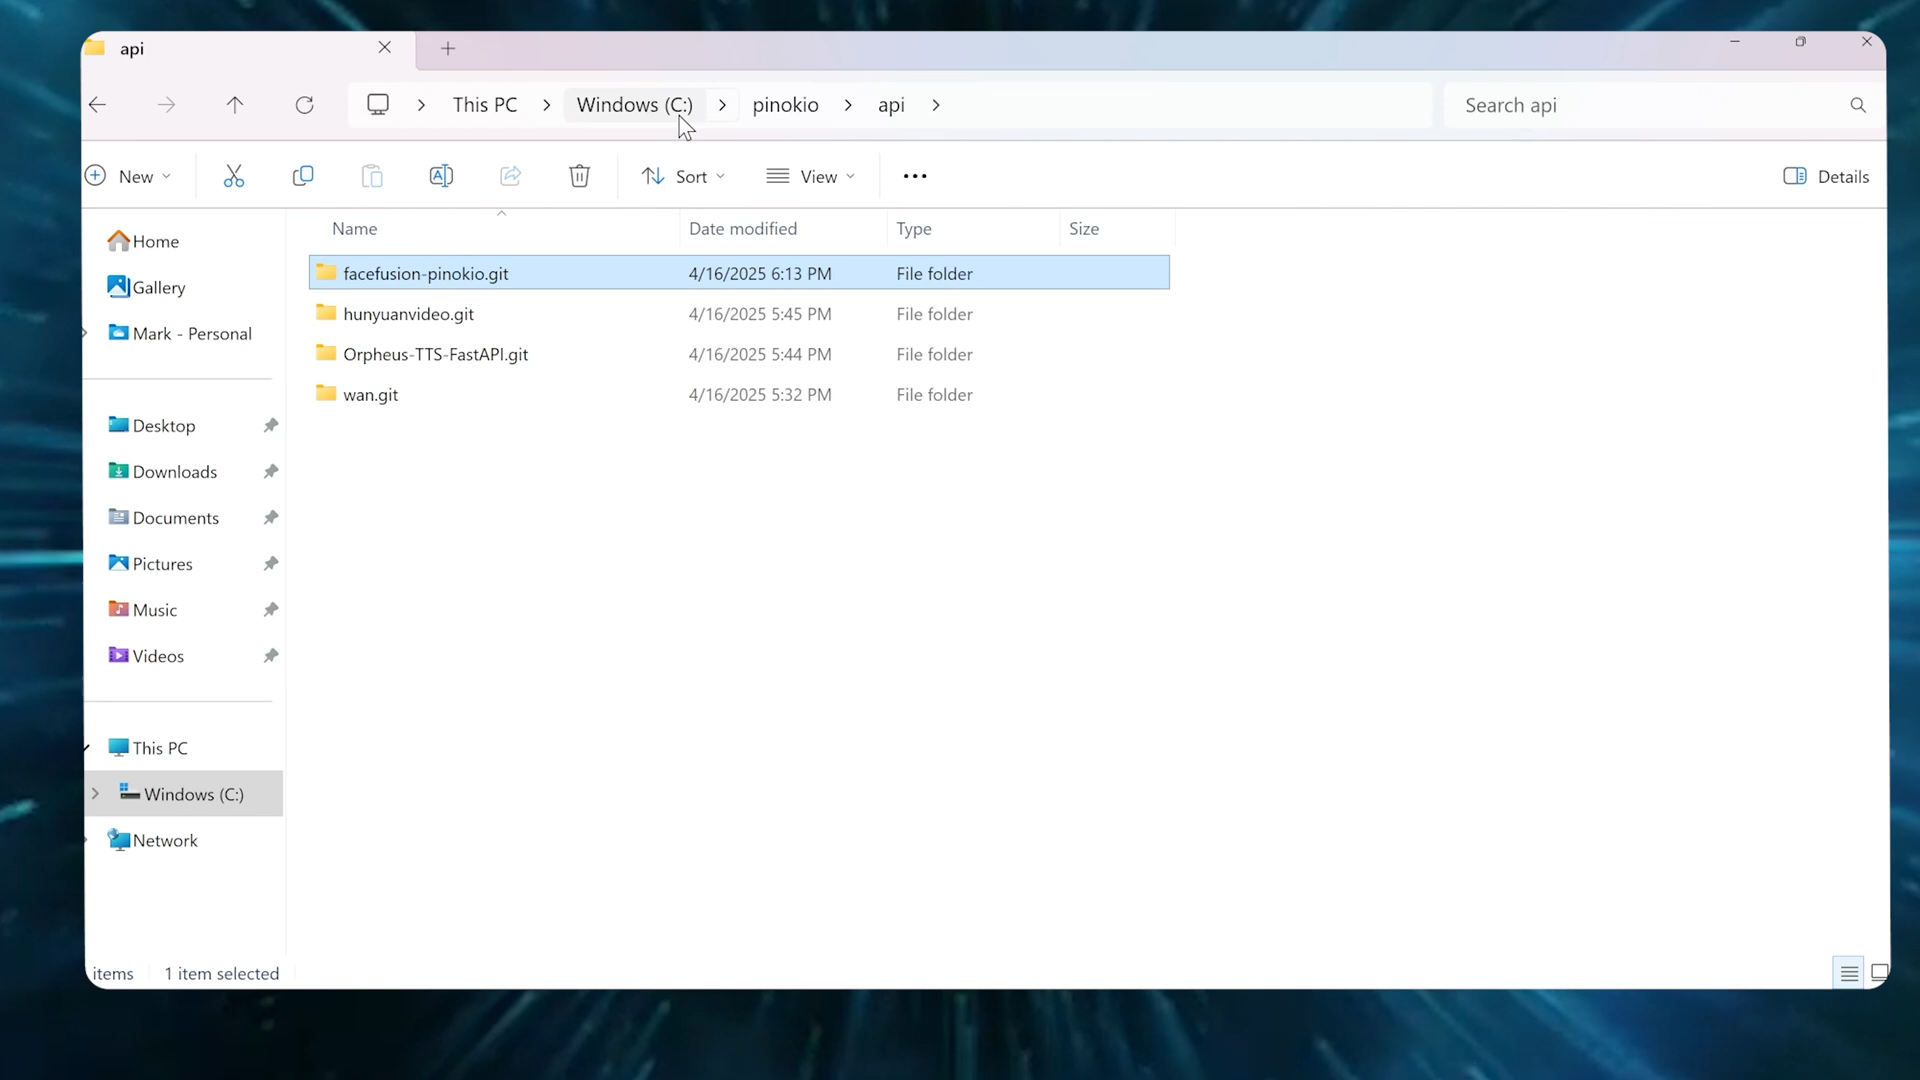 api
This PC > Windows (C:) > pinokio > api >
Search api
New
Sort
View
Details
Name Date modified Type Size
facefusion-pinokio.git 4/16/2025 6:13 PM File folder
hunyuanvideo.git 4/16/2025 5:45 PM File folder
Orpheus-TTS-FastAPI.git 4/16/2025 5:44 PM File folder
wan.git 4/16/2025 5:32 PM File folder
Home
Gallery
Mark - Personal
Desktop
Downloads
Documents
Pictures
Music
Videos
This PC
Windows (C:)
Network
items 1 item selected